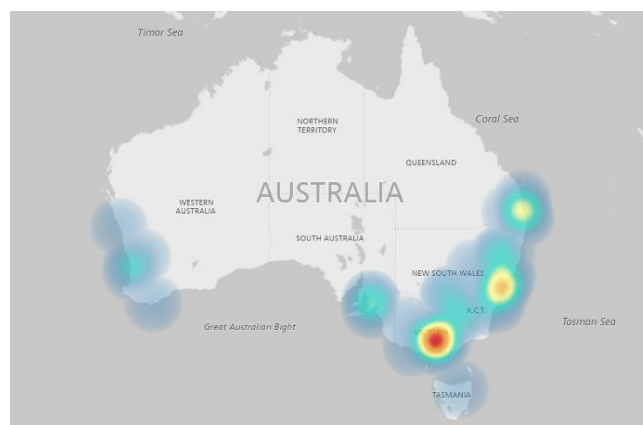 Timor Sea
NORTHERN
TERRITORY
Coral Sea
QUEENSLAND
AUSTRALIA
WESTERN
AUSTRALIA
SOUTH AUSTRALIA
NEW SOUTH WALES
A.C.T.
Tasman Sea
Great Australian Bight
TASMANIA